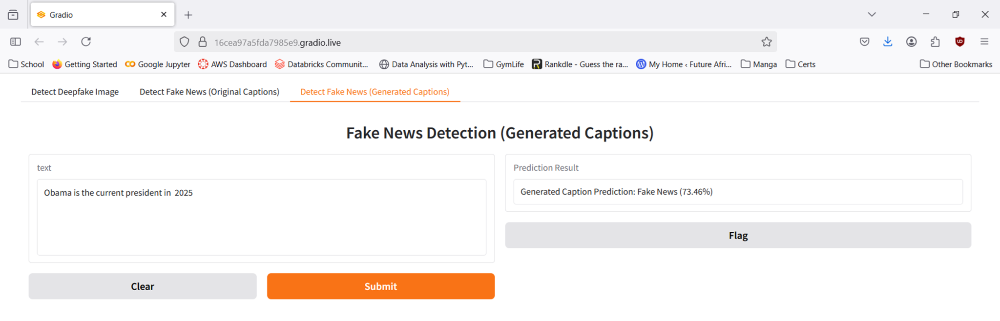 Gradio
16cea97a5fda7985e9.gradio.live
School Getting Started Google Jupyter AWS Dashboard Databricks Communit... Data Analysis with Pyt... GymLife Rankdle - Guess the ra... My Home ‹ Future Afri... Manga Certs Other Bookmarks
Detect Deepfake Image Detect Fake News (Original Captions) Detect Fake News (Generated Captions)
Fake News Detection (Generated Captions)
text
Obama is the current president in 2025
Clear Submit
Prediction Result
Generated Caption Prediction: Fake News (73.46%)
Flag